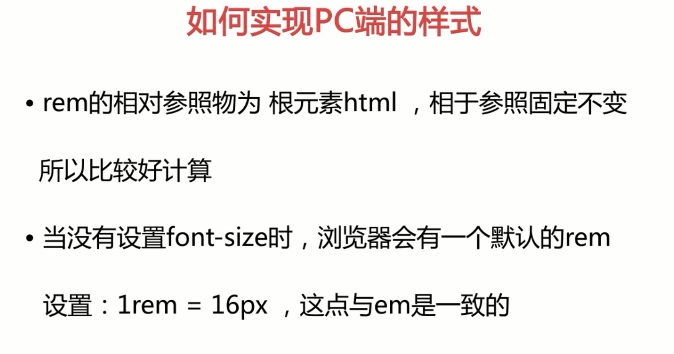 如何实现PC端的样式
• rem的相对参照物为 根元素html ，相于参照固定不变
所以比较好计算
• 当没有设置font-size时，浏览器会有一个默认的rem
设置：1rem = 16px ，这点与em是一致的